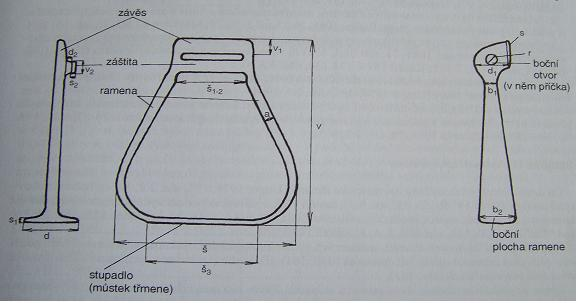 závěs
s
d₂
v₁
r
boční
otvor
(v něm příčka)
záštita
v₂
s₂
d₁
ramena
š₁₋₂
b₁
a
v
s₁
d
b₂
š
boční
plocha ramene
š₃
stupadlo
(můstek třmene)